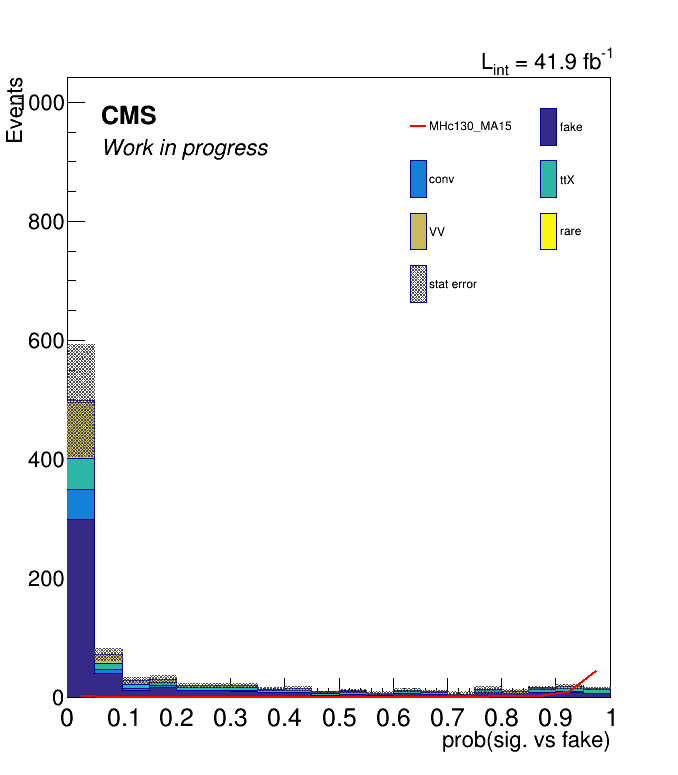 L_int = 41.9 fb^-1
Events
1000
800
600
400
200
0
CMS
Work in progress
MHc130_MA15
fake
conv
ttX
VV
rare
stat error
0 0.1 0.2 0.3 0.4 0.5 0.6 0.7 0.8 0.9 1
prob(sig. vs fake)